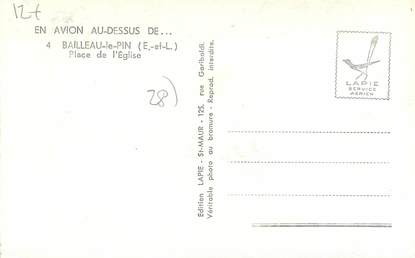 12t
EN AVION AU-DESSUS DE...
4 BAILLEAU-le-PIN (E.-et-L.)
Place de l'Église
28)
Edition LAPIE - St-MAUR - 125, rue Garibaldi.
Véritable photo au bromure - Reprod. interdite.
LAPIE
SERVICE
AERIEN